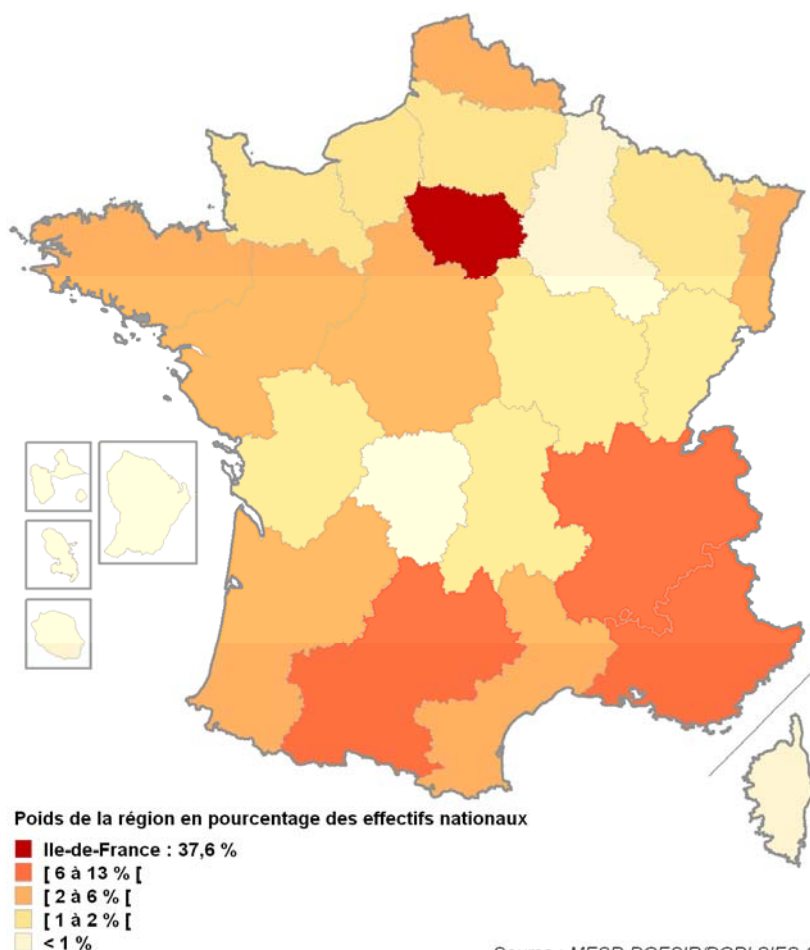 Poids de la région en pourcentage des effectifs nationaux
Ile-de-France : 37,6 %
[ 6 à 13 % [
[ 2 à 6 % [
[ 1 à 2 % [
< 1 %